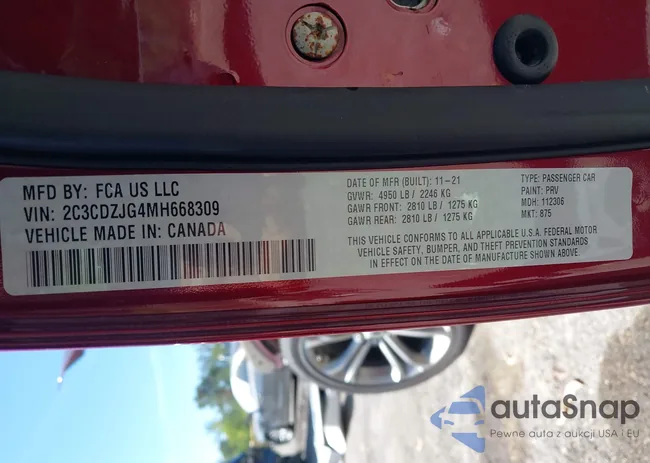 MFD BY: FCA US LLC
VIN: 2C3CDZJG4MH668309
VEHICLE MADE IN: CANADA
DATE OF MFR (BUILT): 11-21
GVWR: 4950 LB / 2246 KG
GAWR FRONT: 2810 LB / 1275 KG
GAWR REAR: 2810 LB / 1275 KG
TYPE: PASSENGER CAR
PAINT: PRV
MDH: 112306
MKT: 875
THIS VEHICLE CONFORMS TO ALL APPLICABLE U.S.A. FEDERAL MOTOR
VEHICLE SAFETY, BUMPER, AND THEFT PREVENTION STANDARDS
IN EFFECT ON THE DATE OF MANUFACTURE SHOWN ABOVE.
autoSnap
Pewne auta z aukcji USA i EU